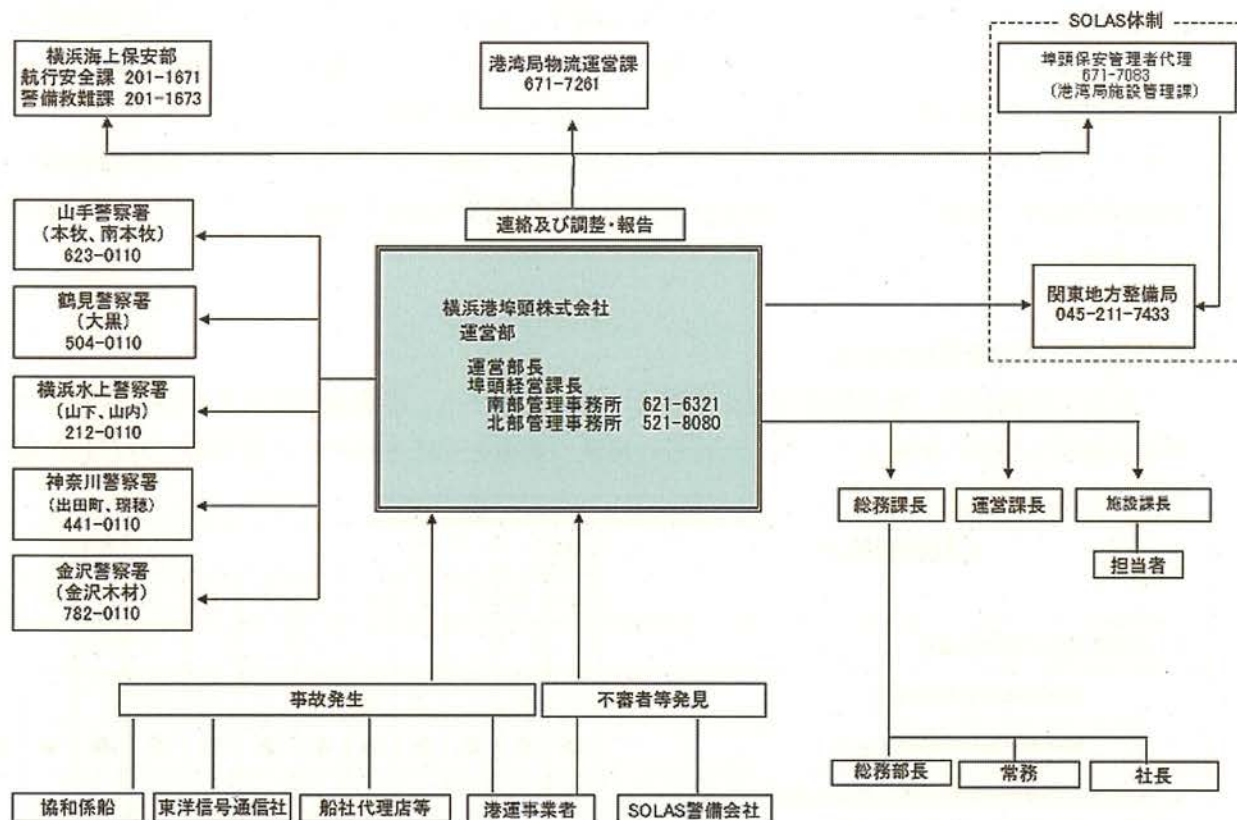 SOLAS体制
横浜海上保安部
航行安全課 201-1671
警備救難課 201-1673
港湾局物流運営課
671-7261
埠頭保安管理者代理
671-7083
(港湾局施設管理課)
連絡及び調整・報告
山手警察署
(本牧、南本牧)
623-0110
鶴見警察署
(大黒)
504-0110
横浜水上警察署
(山下、山内)
212-0110
神奈川警察署
(出田町、瑞穂)
441-0110
金沢警察署
(金沢木材)
782-0110
横浜港埠頭株式会社
運営部
運営部長
埠頭経営課長
南部管理事務所 621-6321
北部管理事務所 521-8080
関東地方整備局
045-211-7433
総務課長
運営課長
施設課長
担当者
事故発生
不審者等発見
総務部長
常務
社長
協和係船
東洋信号通信社
船社代理店等
港運事業者
SOLAS警備会社